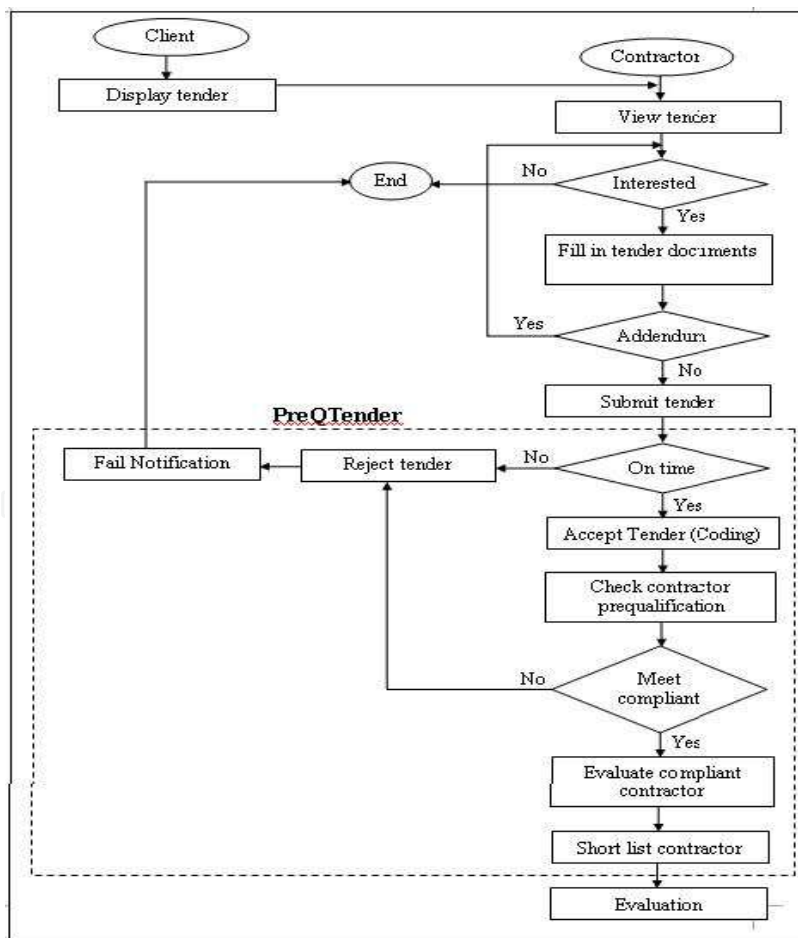 Client
Contractor
Display tender
View tender
End
No
Interested
Yes
Fill in tender documents
Yes
Addendum
No
Submit tender
PreQTender
Fail Notification
Reject tender
No
On time
Yes
Accept Tender (Coding)
Check contractor
prequalification
No
Meet
compliant
Yes
Evaluate compliant
contractor
Short list contractor
Evaluation